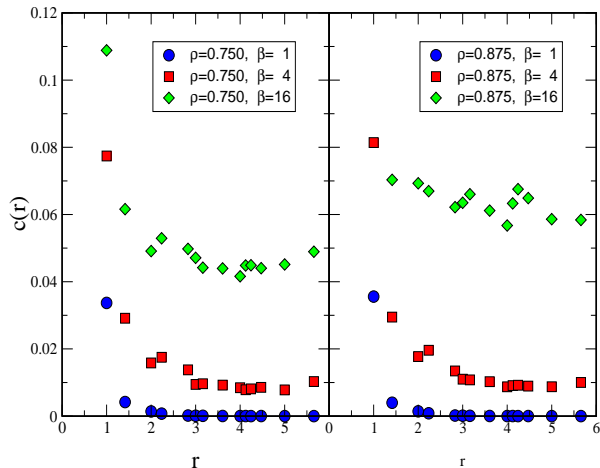 0.12
0.1
0.08
0.06
0.04
0.02
0
c(r)
ρ=0.750, β= 1
ρ=0.750, β= 4
ρ=0.750, β=16
0 1 2 3 4 5
r
ρ=0.875, β= 1
ρ=0.875, β= 4
ρ=0.875, β=16
0 1 2 3 4 5 6
r